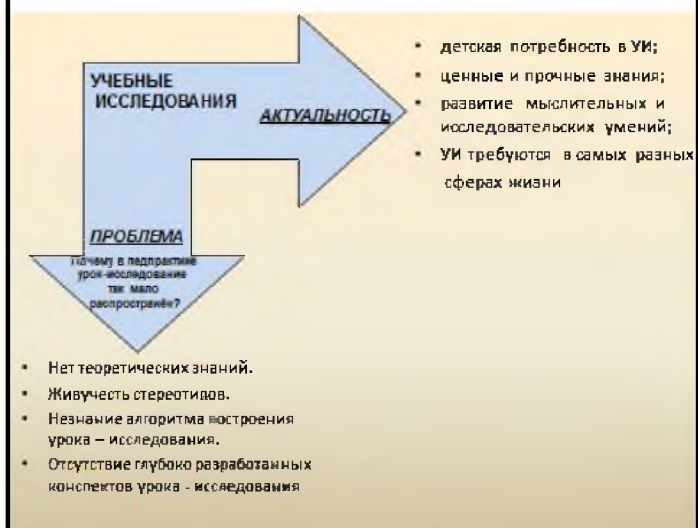 УЧЕБНЫЕ
ИССЛЕДОВАНИЯ
АКТУАЛЬНОСТЬ
• детская потребность в УИ;
• ценные и прочные знания;
• развитие мыслительных и
исследовательских умений;
• УИ требуются в самых разных
сферах жизни
ПРОБЛЕМА
Почему в педпрактике
урок-исследование
так мало
распространён?
• Нет теоретических знаний.
• Живучесть стереотипов.
• Незнание алгоритма построения
урока – исследования.
• Отсутствие глубоко разработанных
конспектов урока - исследования